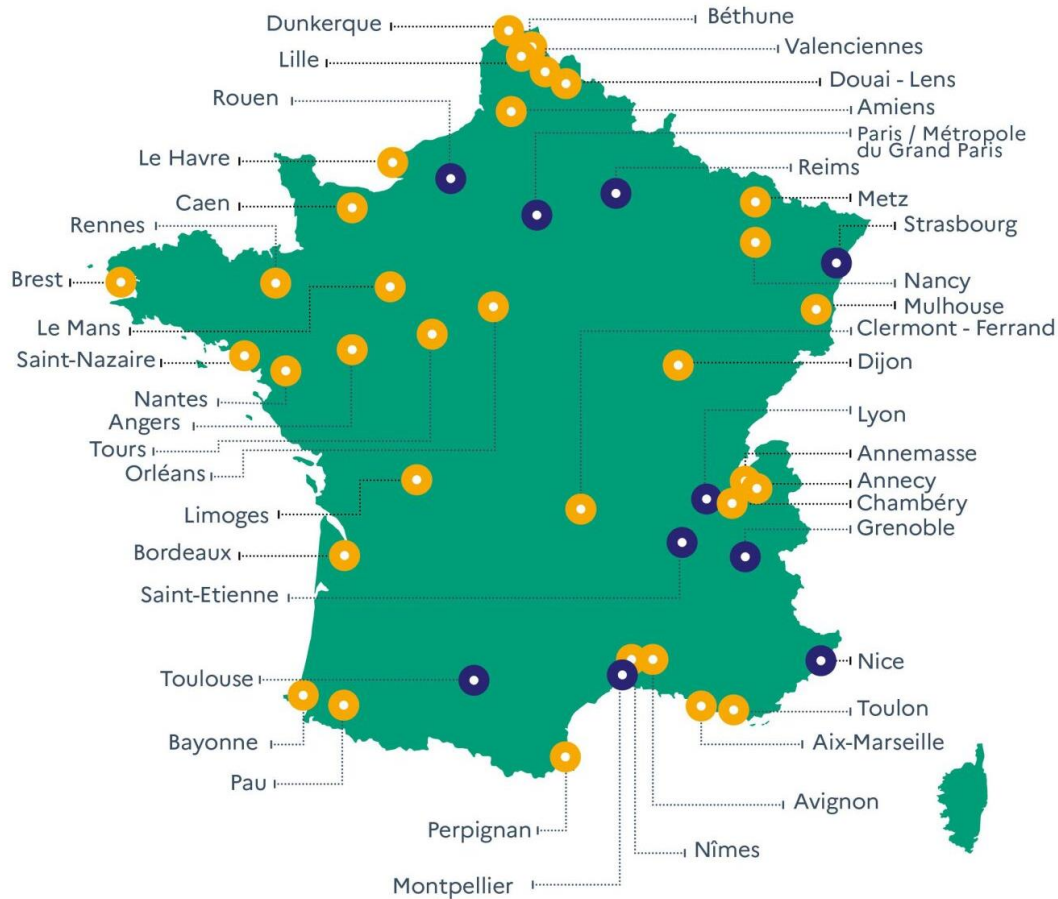 Béthune
Dunkerque
Valenciennes
Lille
Douai - Lens
Rouen
Amiens
Paris / Métropole
du Grand Paris
Le Havre
Reims
Metz
Caen
Rennes
Strasbourg
Brest
Nancy
Mulhouse
Le Mans
Clermont - Ferrand
Saint-Nazaire
Dijon
Nantes
Lyon
Angers
Tours
Annemasse
Orléans
Annecy
Chambéry
Limoges
Grenoble
Bordeaux
Saint-Etienne
Nice
Toulouse
Toulon
Bayonne
Aix-Marseille
Pau
Avignon
Perpignan
Nîmes
Montpellier